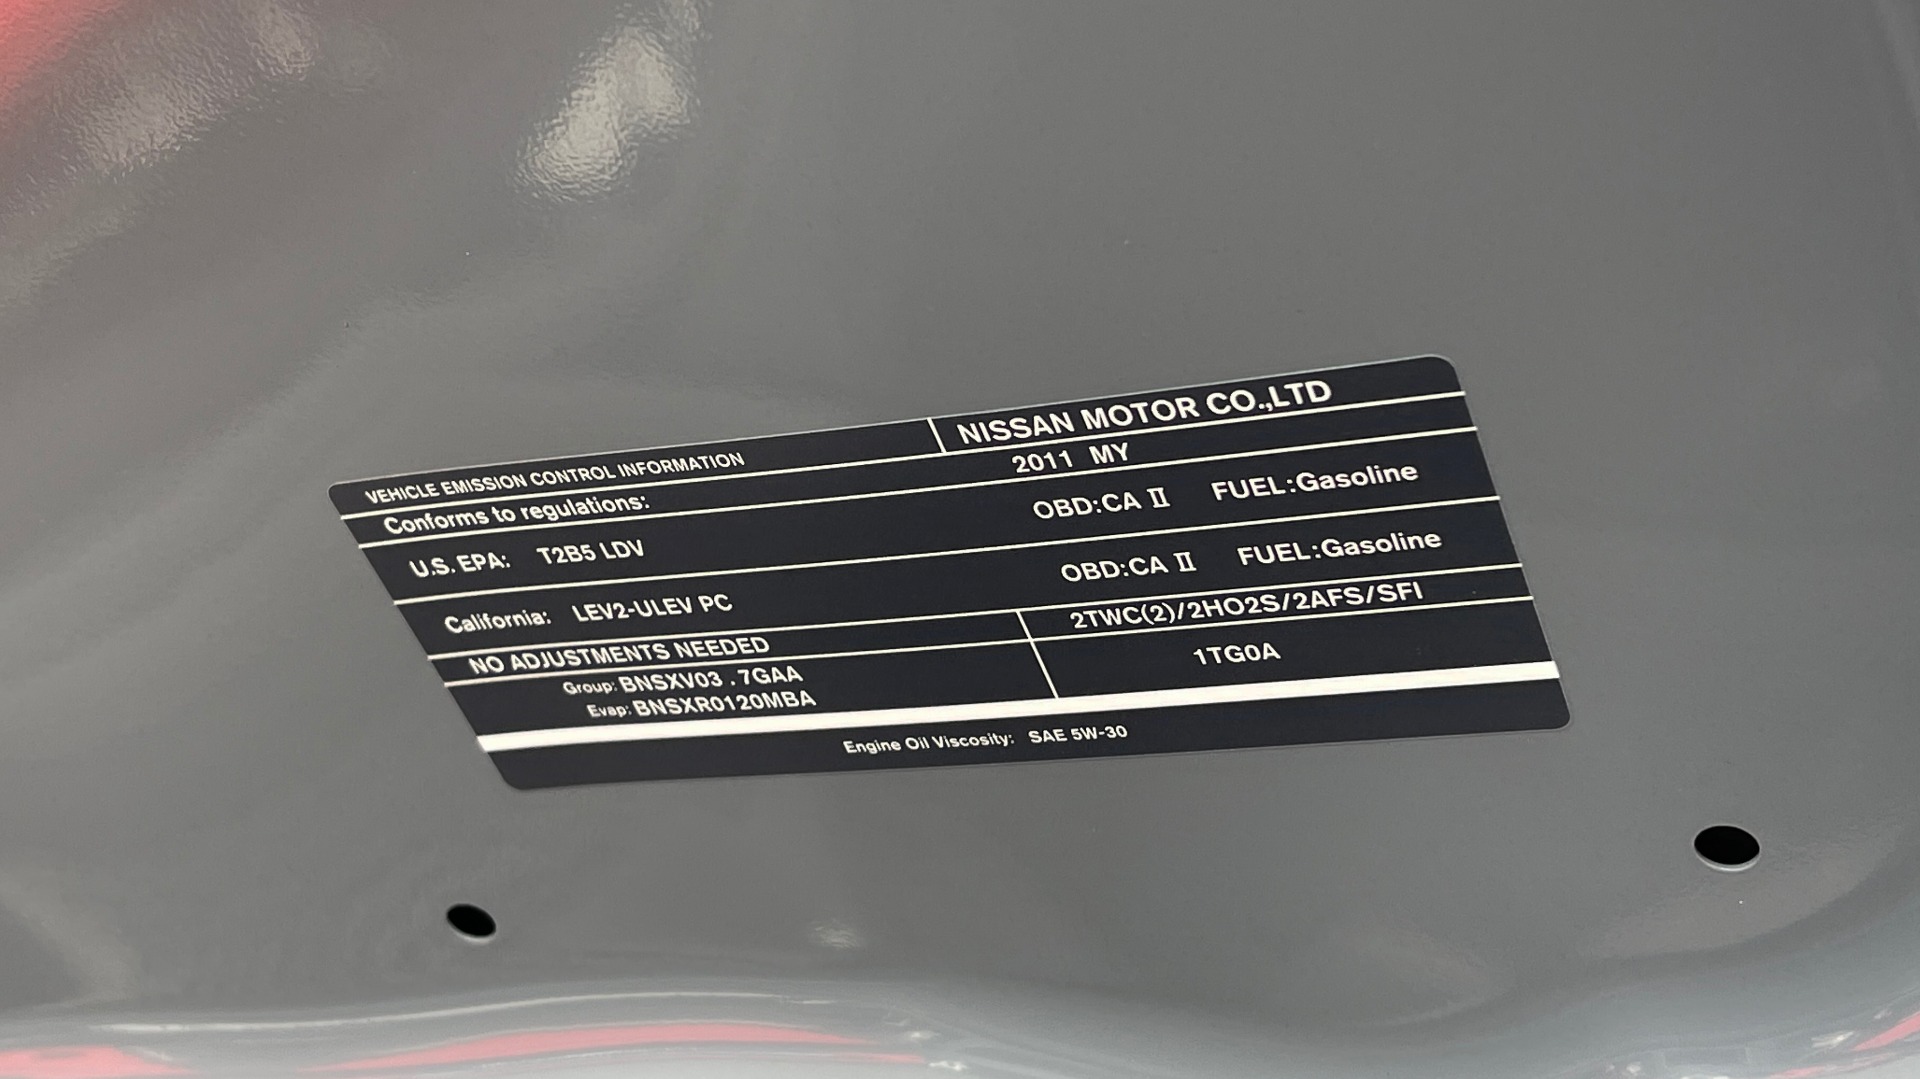 VEHICLE EMISSION CONTROL INFORMATION NISSAN MOTOR CO.,LTD
Conforms to regulations: 2011 MY
U.S. EPA: T2B5 LDV OBD:CA II FUEL:Gasoline
California: LEV2-ULEV PC OBD:CA II FUEL:Gasoline
NO ADJUSTMENTS NEEDED 2TWC(2)/2HO2S/2AFS/SFI
Group: BNSXV03 .7GAA 1TG0A
Evap: BNSXR0120MBA
Engine Oil Viscosity: SAE 5W-30